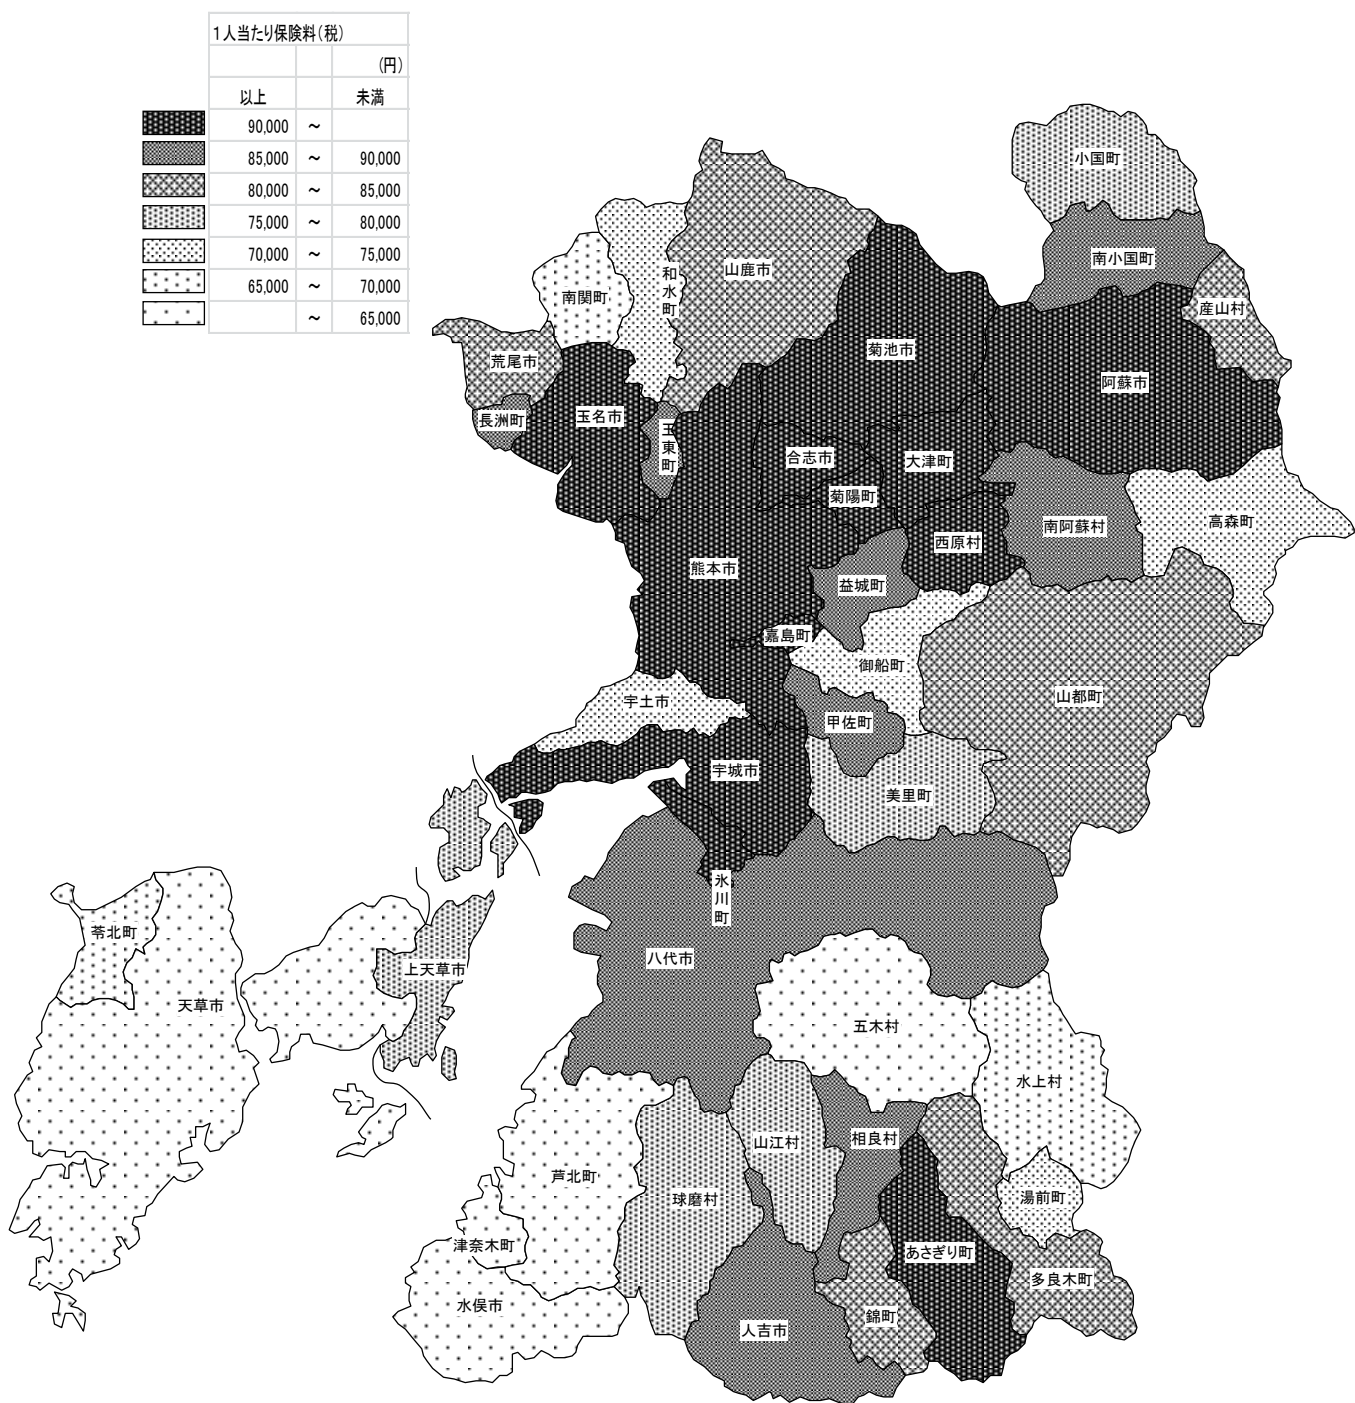 1人当たり保険料(税)
(円)
以上 未満
90,000 ～
85,000 ～ 90,000
80,000 ～ 85,000
75,000 ～ 80,000
70,000 ～ 75,000
65,000 ～ 70,000
～ 65,000
小国町
南小国町
産山村
山鹿市
和水町
南関町
荒尾市
長洲町
玉名市
玉東町
菊池市
阿蘇市
合志市
大津町
菊陽町
西原村
南阿蘇村
高森町
熊本市
益城町
嘉島町
御船町
山都町
宇土市
甲佐町
宇城市
美里町
氷川町
八代市
苓北町
天草市
上天草市
五木村
水上村
山江村
相良村
芦北町
球磨村
湯前町
津奈木町
あさぎり町
多良木町
水俣市
錦町
人吉市